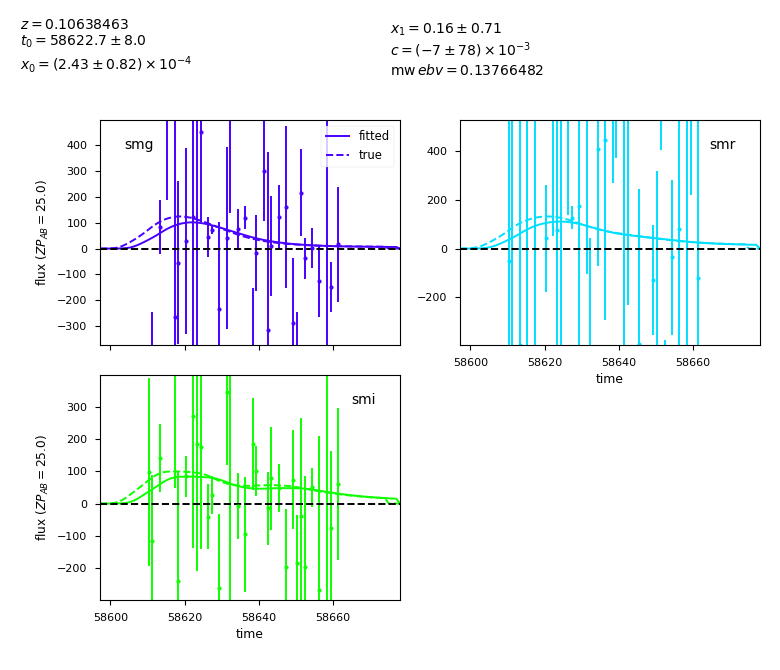 z = 0.10638463
t₀ = 58622.7 ± 8.0
x₀ = (2.43 ± 0.82) × 10⁻⁴
x₁ = 0.16 ± 0.71
c = (−7 ± 78) × 10⁻³
mw ebv = 0.13766482
smg
fitted
true
400
300
200
100
0
−100
−200
−300
flux (ZP_AB = 25.0)
smr
400
200
0
−200
58600 58620 58640 58660
time
smi
300
200
100
0
−100
−200
flux (ZP_AB = 25.0)
58600 58620 58640 58660
time